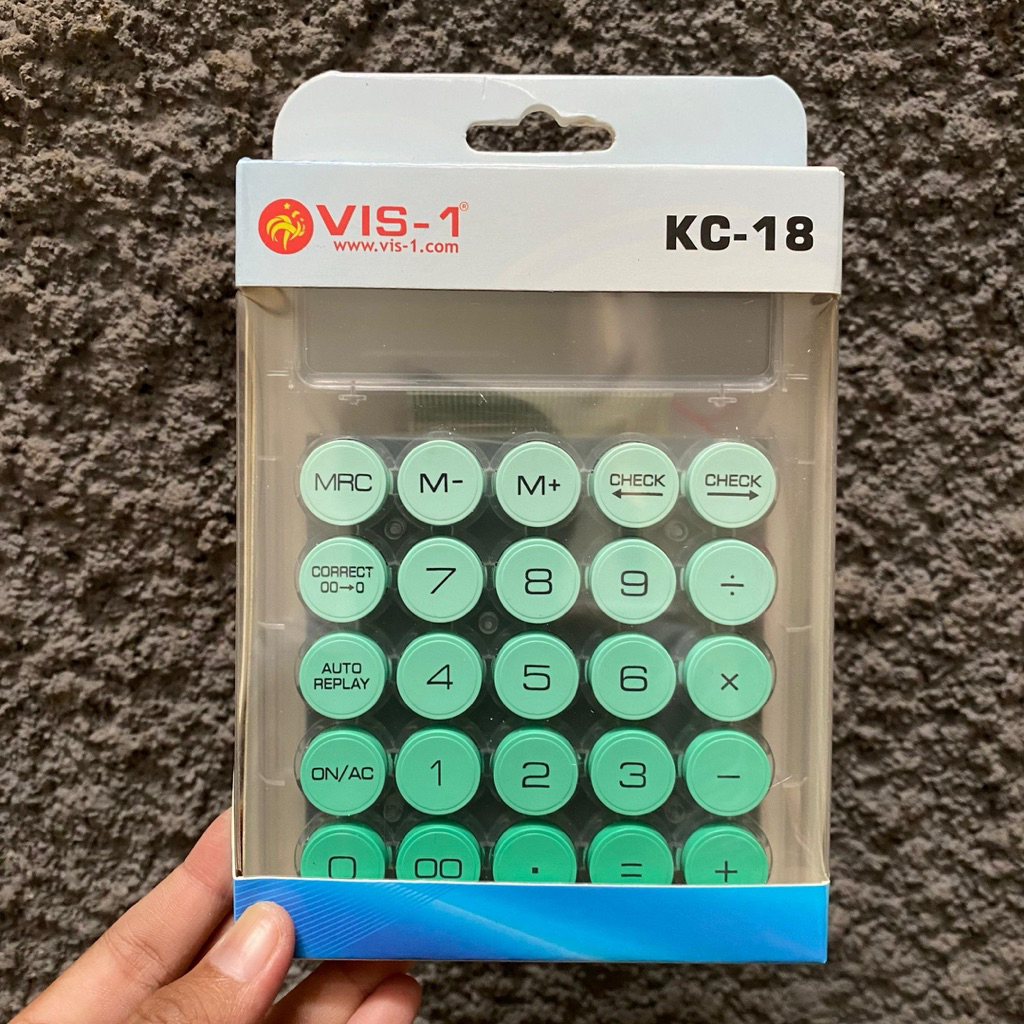 VIS-1®
www.vis-1.com
KC-18
MRC M- M+ CHECK ← CHECK →
CORRECT 00→0 7 8 9 ÷
AUTO REPLAY 4 5 6 ×
ON/AC 1 2 3 −
0 00 . = +